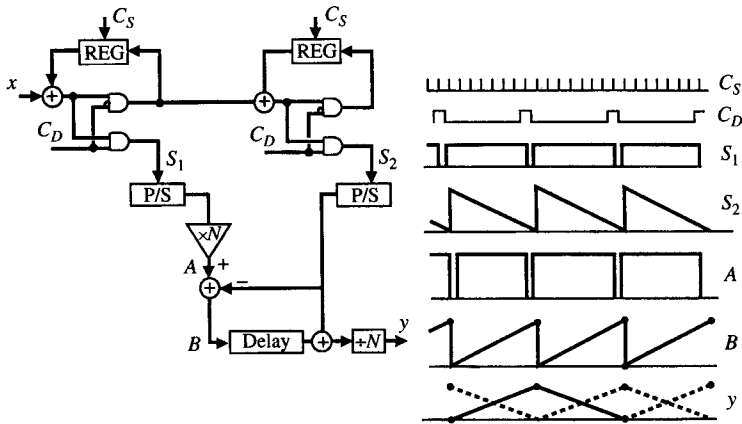 C_S
C_S
REG
REG
x
C_D
C_D
S_1
S_2
P/S
P/S
×N
A
+
−
B
Delay
÷N
y
C_S
C_D
S_1
S_2
A
B
y